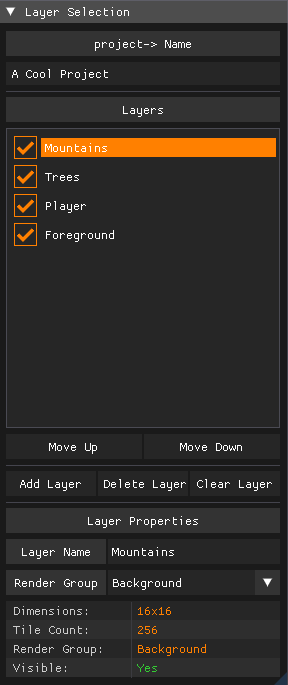 Layer Selection
project-> Name
A Cool Project
Layers
Mountains
Trees
Player
Foreground
Move Up Move Down
Add Layer Delete Layer Clear Layer
Layer Properties
Layer Name Mountains
Render Group Background
Dimensions: 16x16
Tile Count: 256
Render Group: Background
Visible: Yes